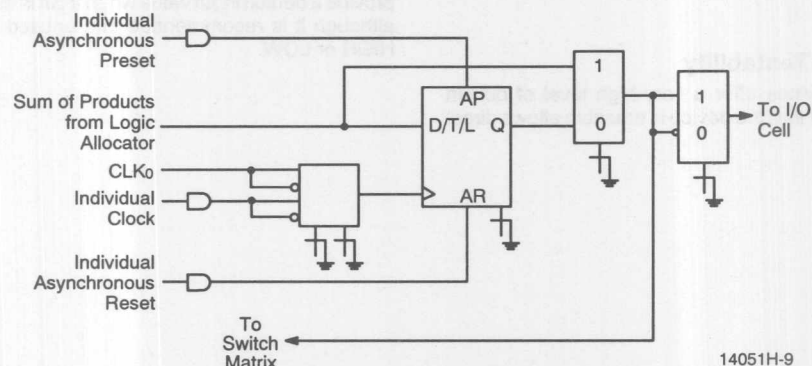 Individual
Asynchronous
Preset
Testability
AP
1
0
1
0
To I/O
Cell
Sum of Products
from Logic
Allocator
D/T/L Q
CLK0
Individual
Clock
AR
Individual
Asynchronous
Reset
To
Switch
Matrix
14051H-9